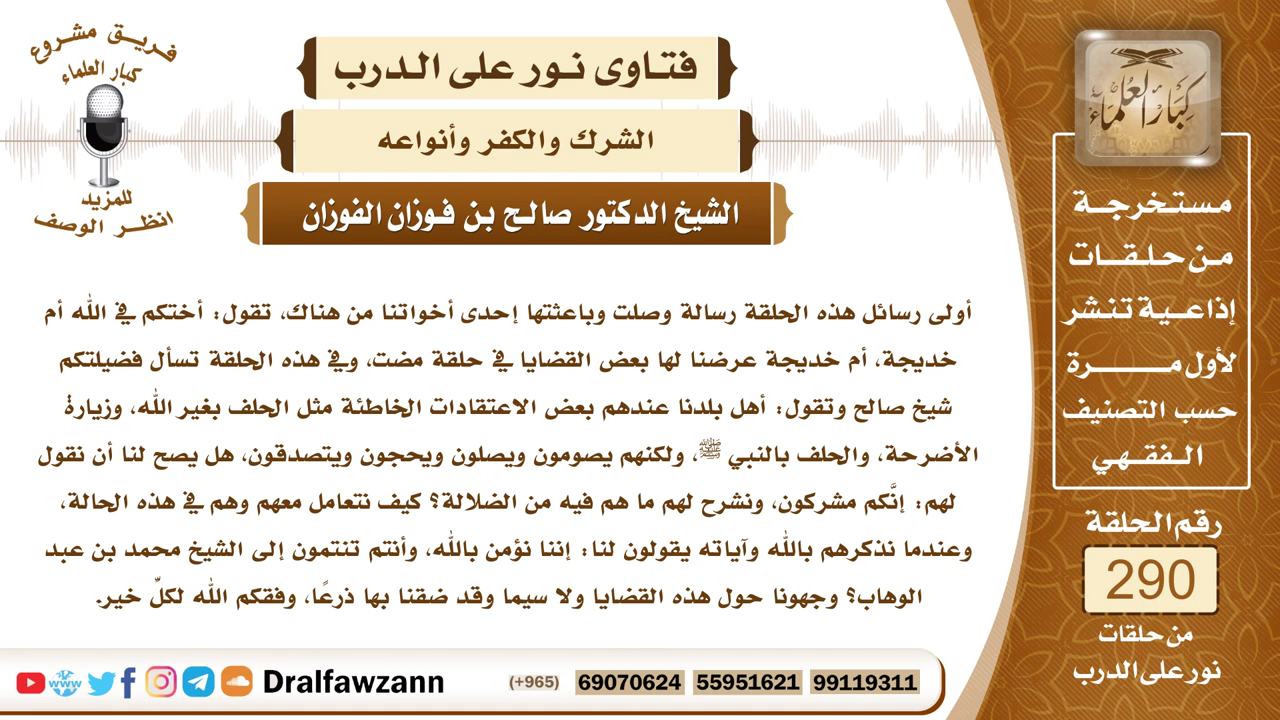 فريق مشروع
كبار العلماء
للمزيد
انظر الوصف
فتاوى نور على الدرب
الشرك والكفر وأنواعه
الشيخ الدكتور صالح بن فوزان الفوزان
أولى رسائل هذه الحلقة رسالة وصلت وباعثتها إحدى أخواتنا من هناك، تقول: أختكم في الله أم
خديجة، أم خديجة عرضنا لها بعض القضايا في حلقة مضت، وفي هذه الحلقة تسأل فضيلتكم
شيخ صالح وتقول: أهل بلدنا عندهم بعض الاعتقادات الخاطئة مثل الحلف بغير الله، وزيارةُ
الأضرحة، والحلف بالنبي ﷺ، ولكنهم يصومون ويصلون ويحجون ويتصدقون، هل يصح لنا أن نقول
لهم: إنَّكم مشركون، ونشرح لهم ما هم فيه من الضلالة؟ كيف نتعامل معهم وهم في هذه الحالة،
وعندما نذكرهم بالله وآياته يقولون لنا: إننا نؤمن بالله، وأنتم تنتمون إلى الشيخ محمد بن عبد
الوهاب؟ وجهونا حول هذه القضايا ولا سيما وقد ضقنا بها ذرعًا، وفقكم الله لكلِّ خير.
كبار العلماء
مستخرجة
من حلقات
إذاعية تنشر
لأول مرة
حسب التصنيف
الفقهي
رقم الحلقة
290
من حلقات
نور على الدرب
www
Dralfawzann
(+965) 69070624 55951621 99119311